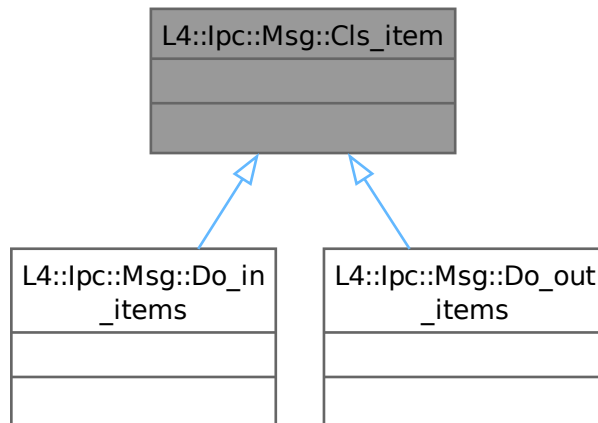 L4::Ipc::Msg::Cls_item
L4::Ipc::Msg::Do_in
_items
L4::Ipc::Msg::Do_out
_items